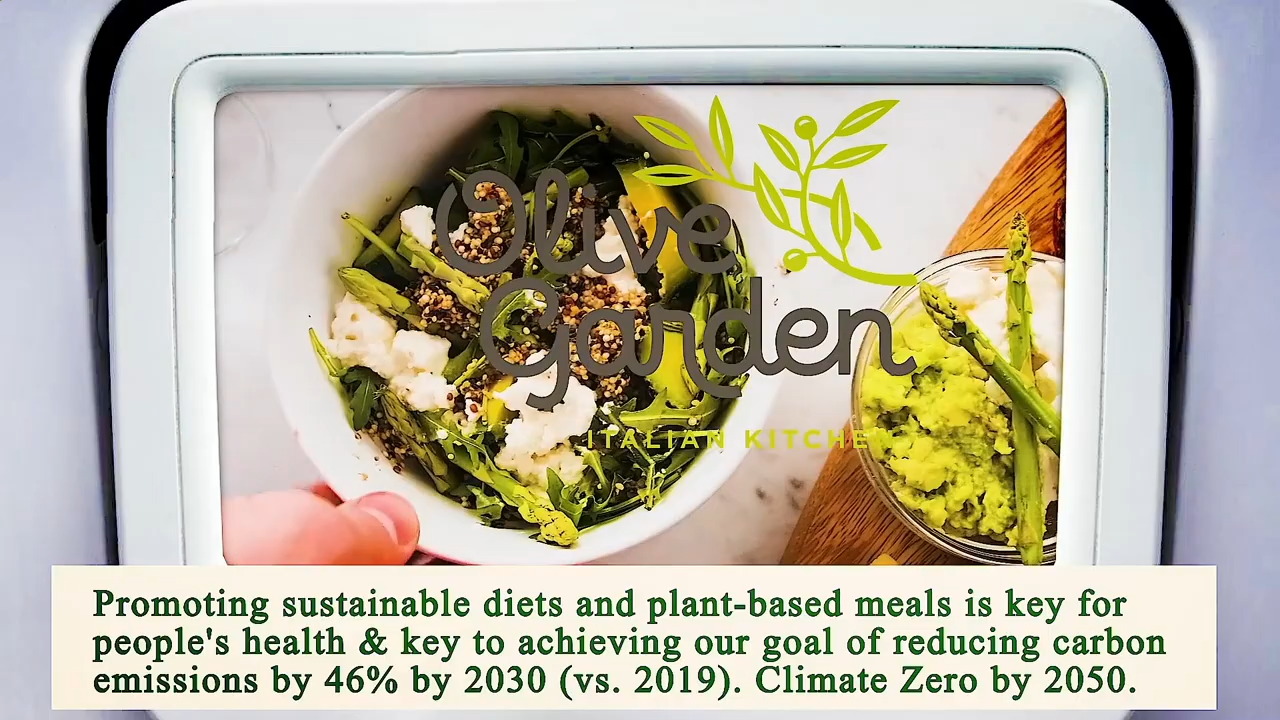 Olive
Garden
ITALIAN KITCHEN
Promoting sustainable diets and plant-based meals is key for
people's health & key to achieving our goal of reducing carbon
emissions by 46% by 2030 (vs. 2019). Climate Zero by 2050.